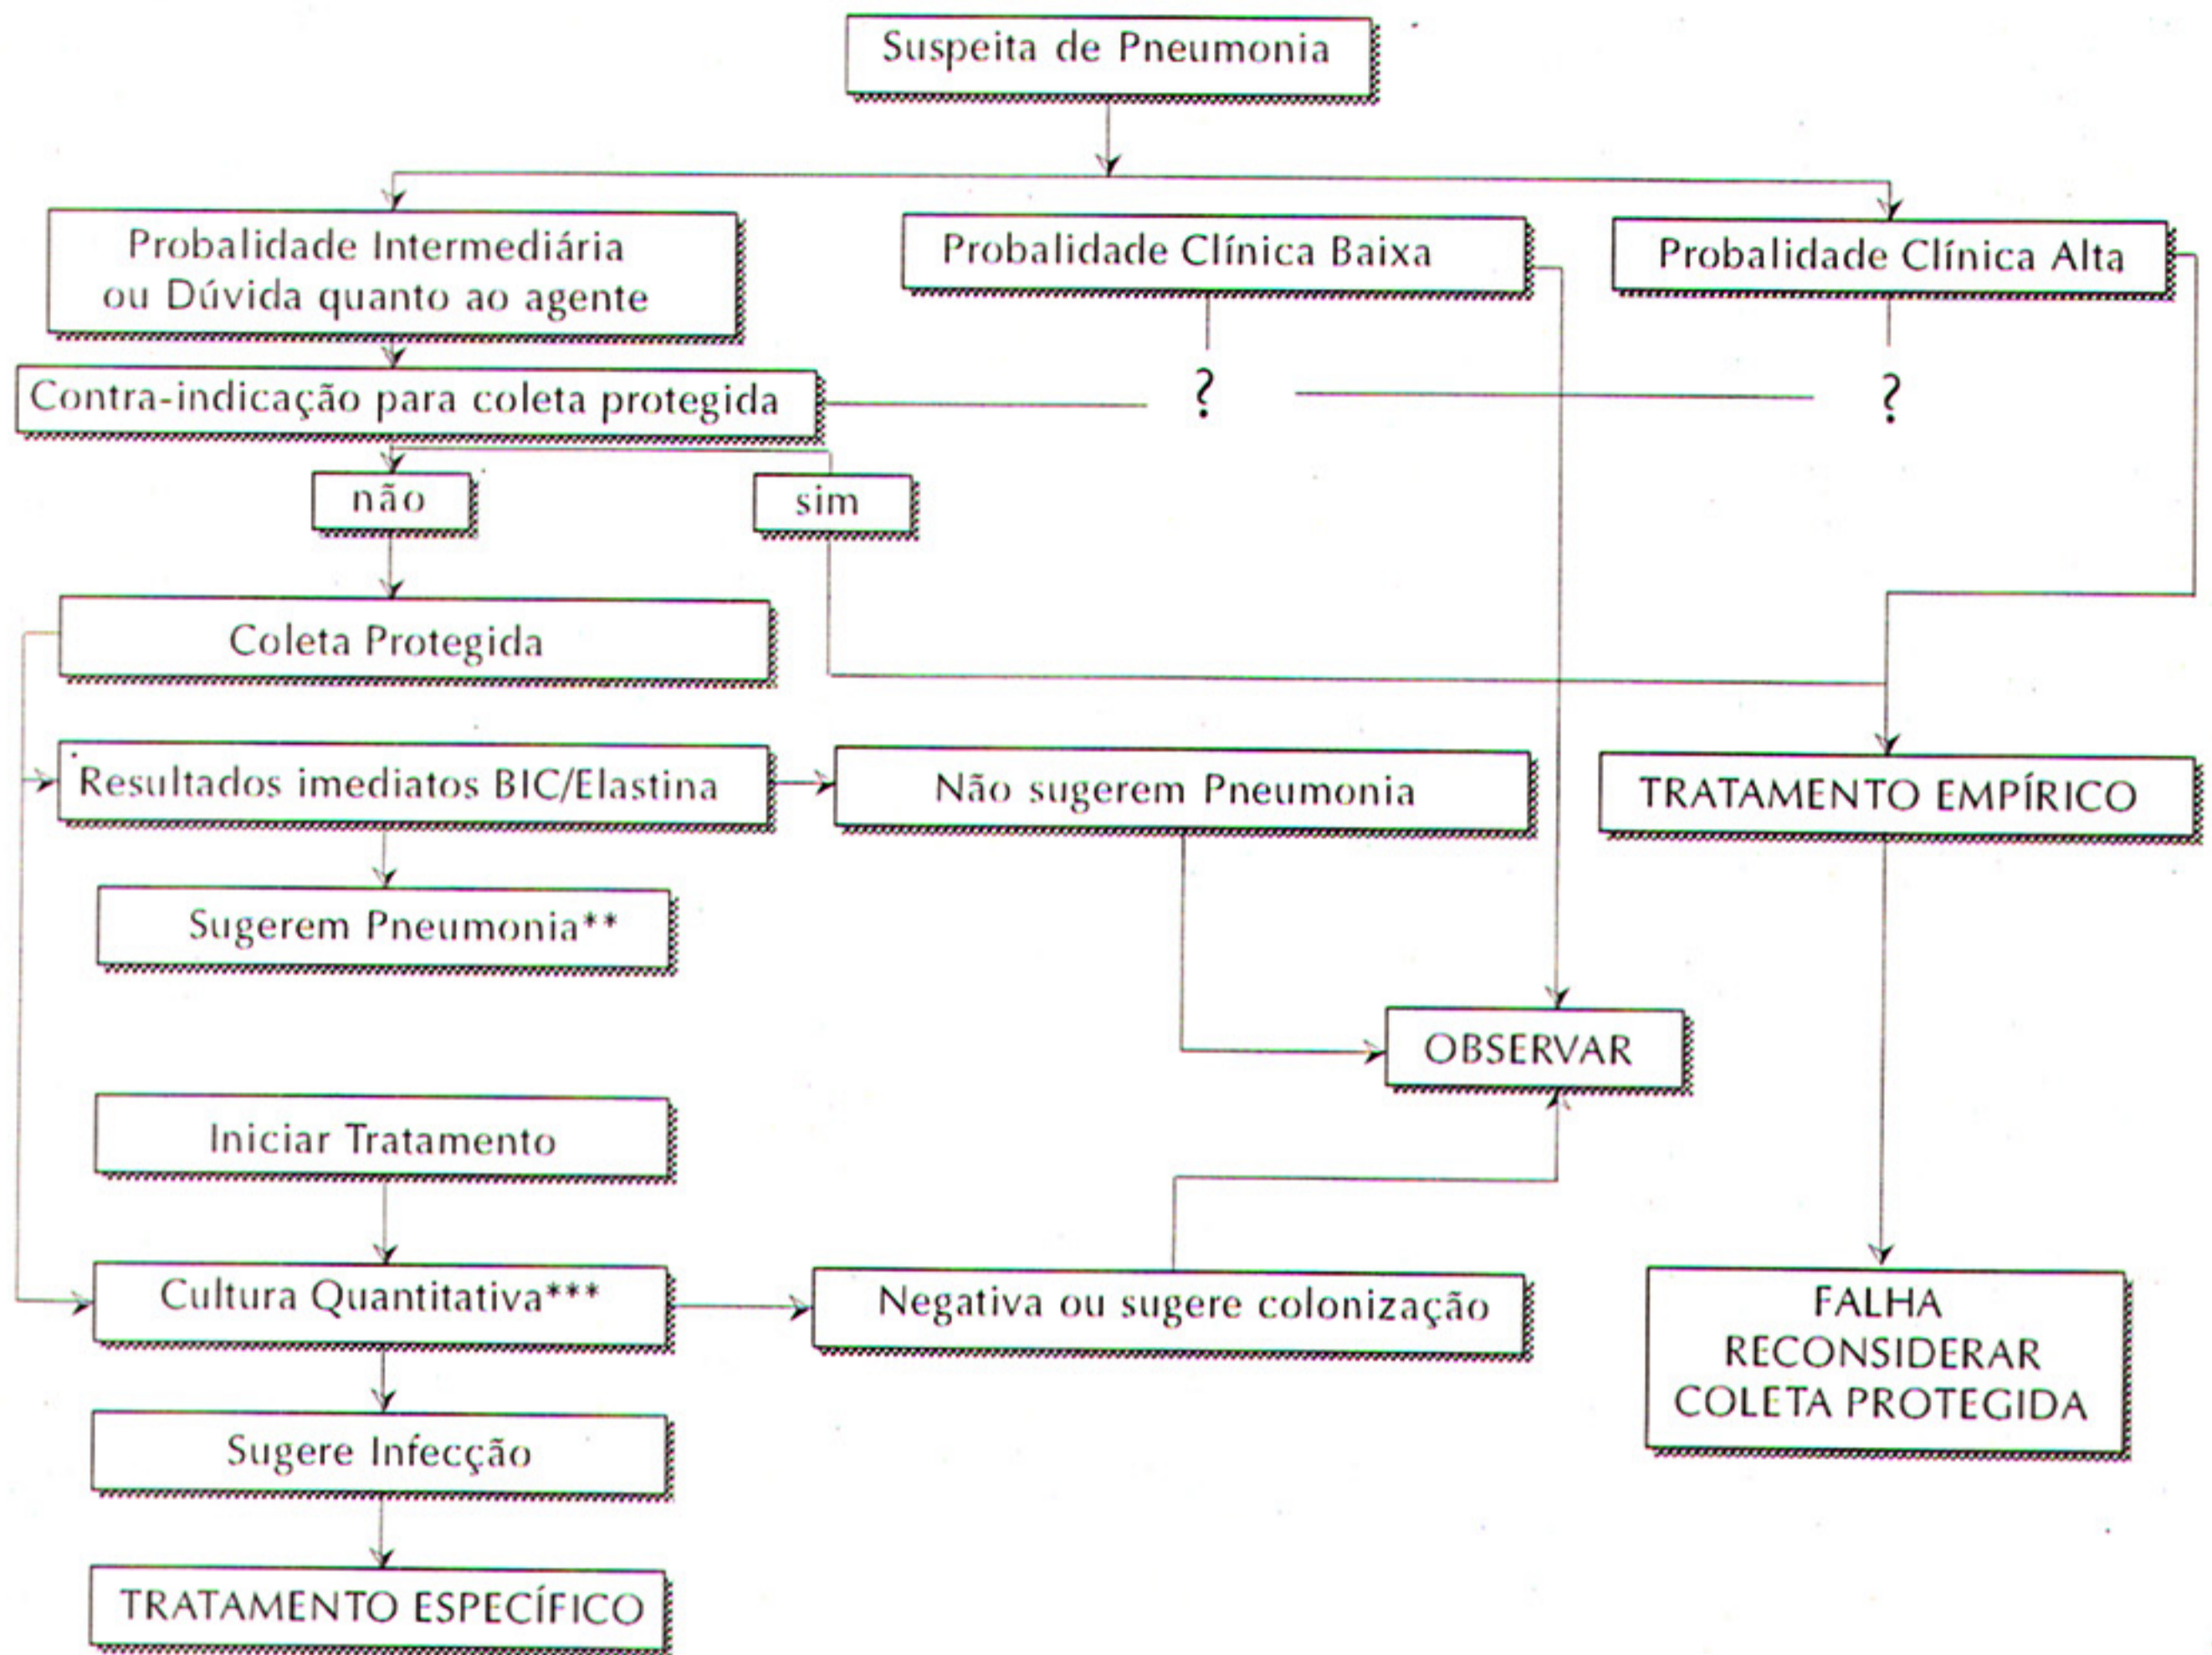 Suspeita de Pneumonia
Probalidade Intermediária
ou Dúvida quanto ao agente
Probalidade Clínica Baixa
Probalidade Clínica Alta
Contra-indicação para coleta protegida
?
?
não
sim
Coleta Protegida
Resultados imediatos BIC/Elastina
Não sugerem Pneumonia
TRATAMENTO EMPÍRICO
Sugerem Pneumonia**
OBSERVAR
Iniciar Tratamento
Cultura Quantitativa***
Negativa ou sugere colonização
FALHA
RECONSIDERAR
COLETA PROTEGIDA
Sugere Infecção
TRATAMENTO ESPECÍFICO